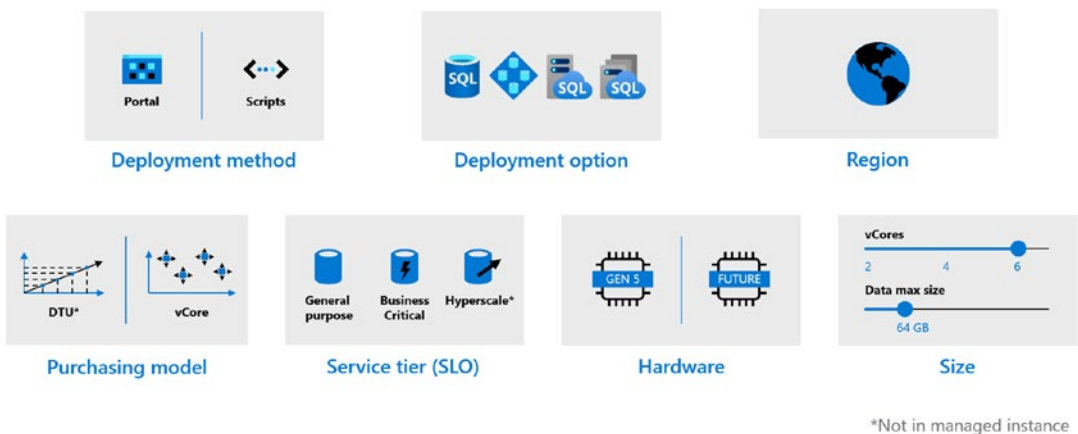 SQL
SQL
SQL
Portal
Scripts
Deployment method
Deployment option
Region
DTU*
vCore
Purchasing model
General
purpose
Business
Critical
Hyperscale*
Service tier (SLO)
GEN 5
FUTURE
Hardware
vCores
2 4 6
Data max size
64 GB
Size
*Not in managed instance